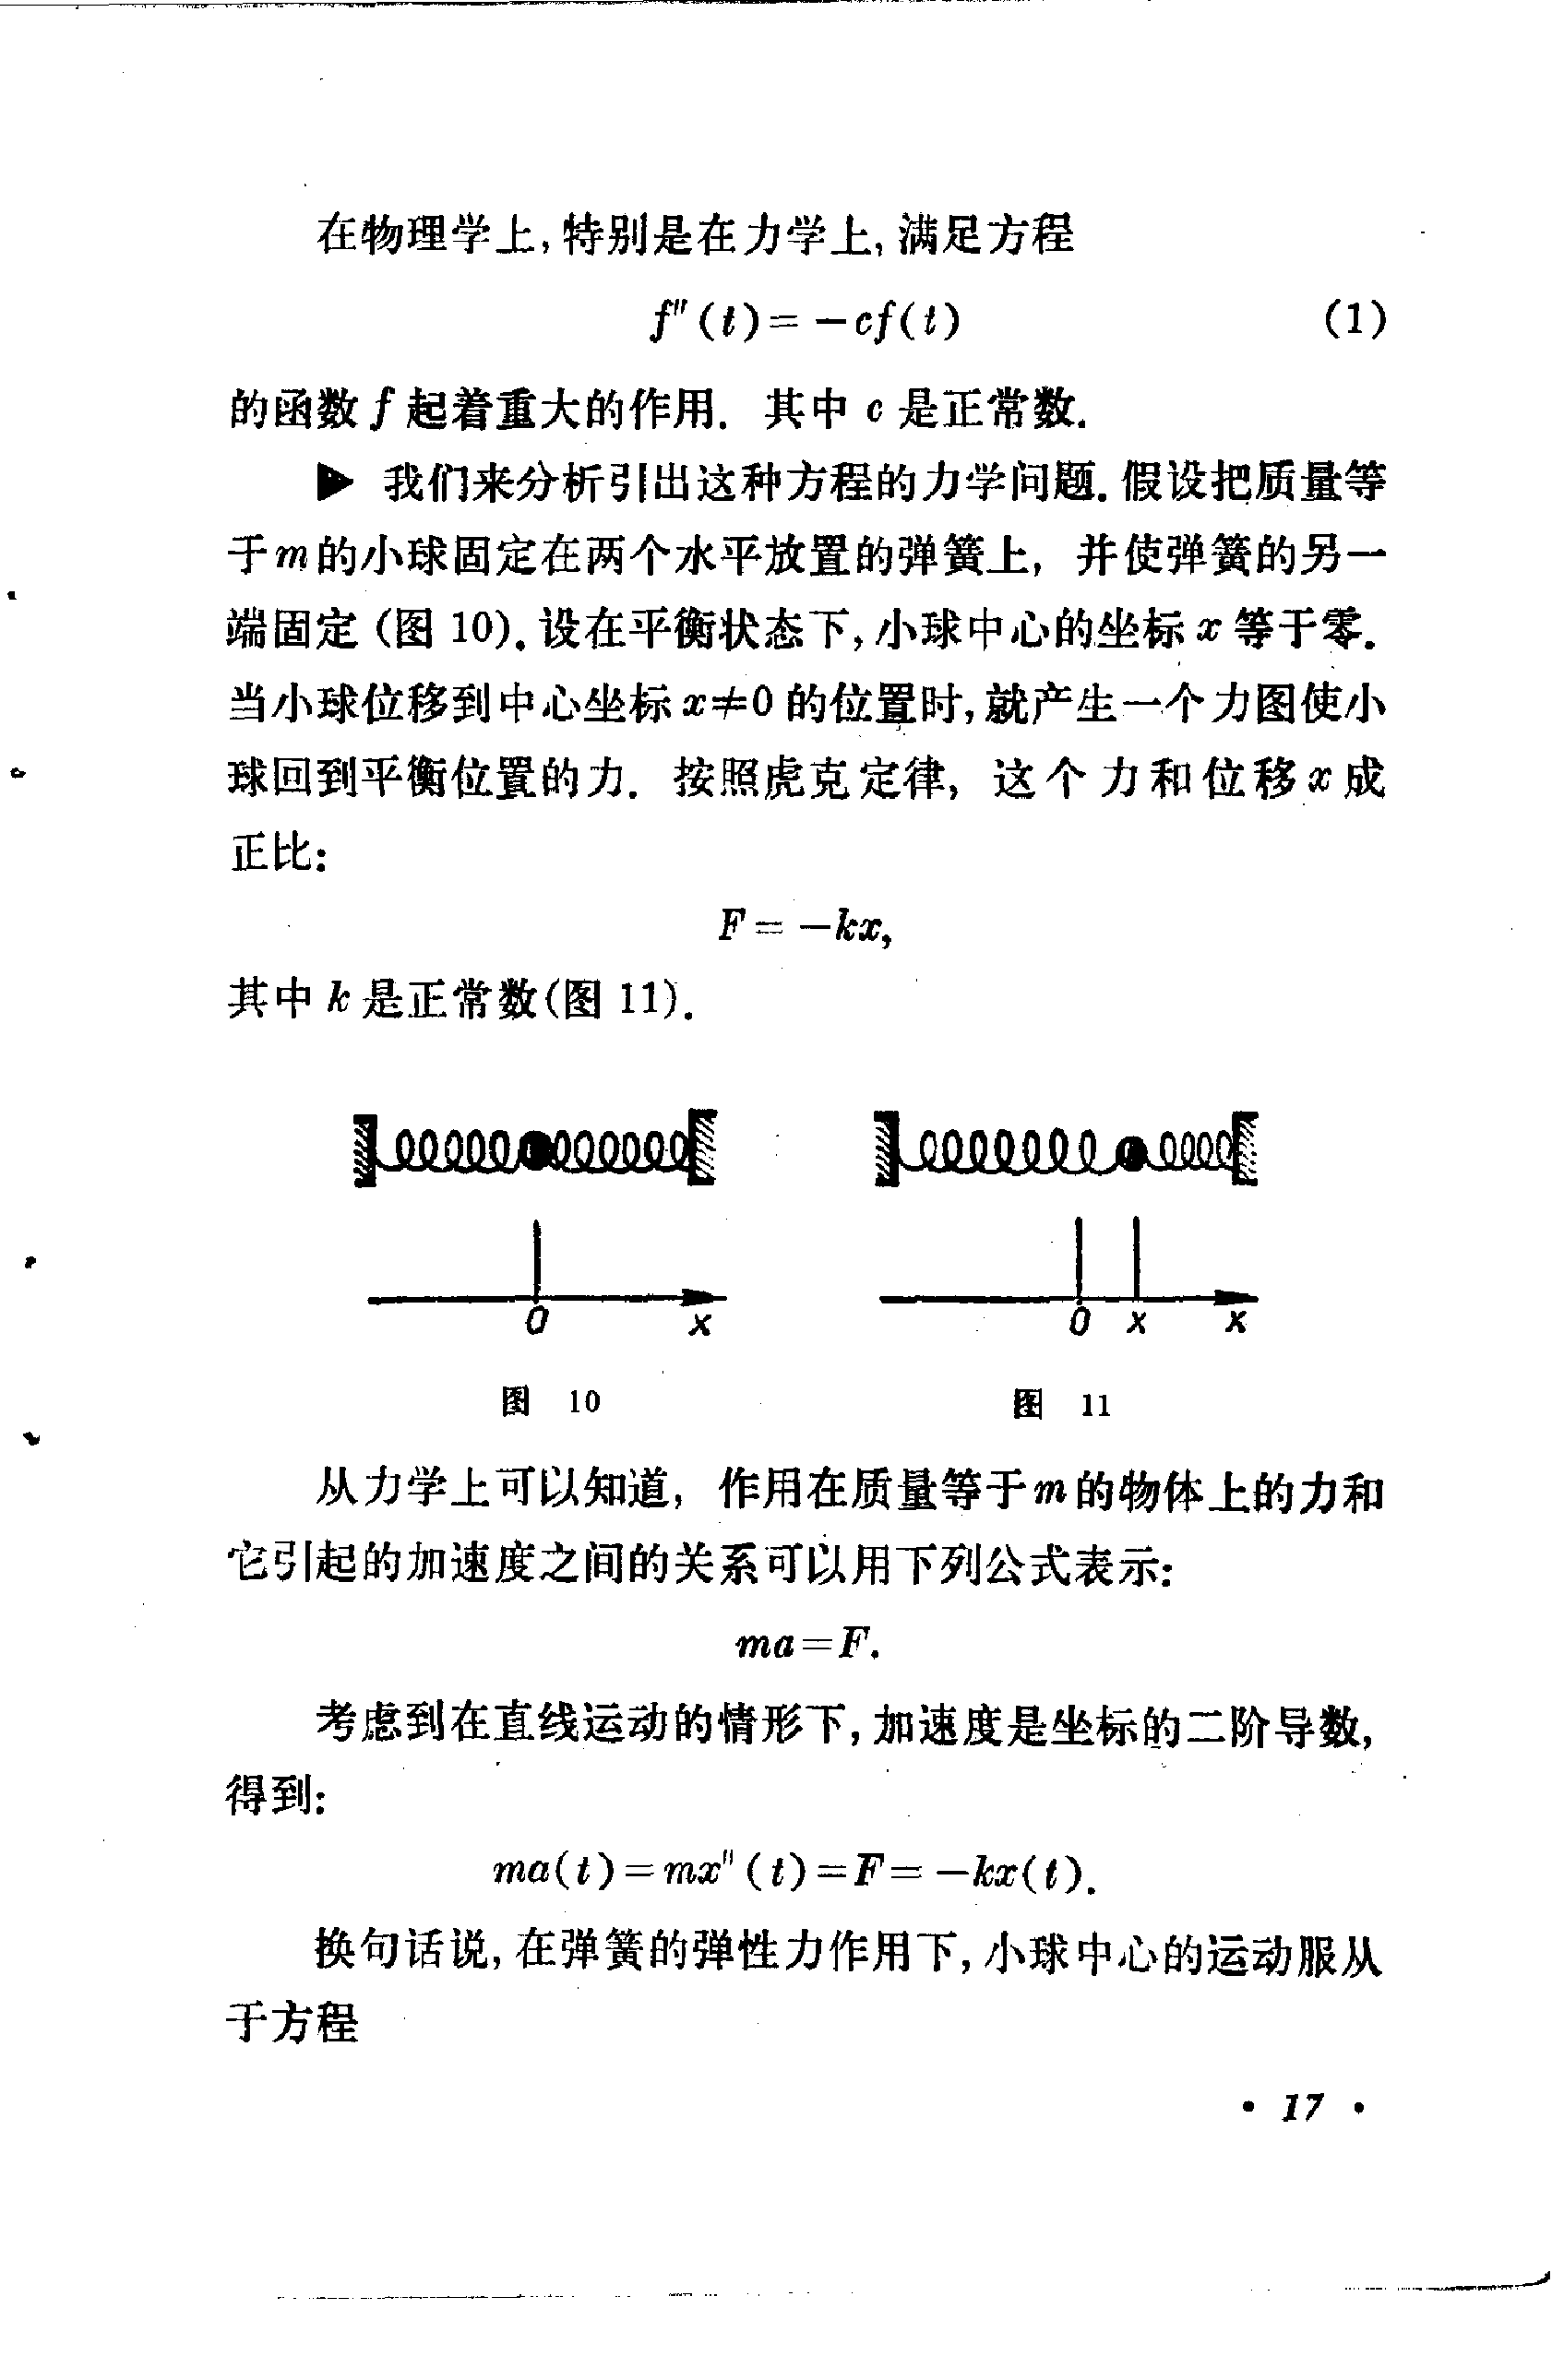 在物理学上,特别是在力学上,满足方程
f″(t)=－cf(t) (1)
的函数f起着重大的作用. 其中c是正常数.
▶ 我们来分析引出这种方程的力学问题.假设把质量等
于m的小球固定在两个水平放置的弹簧上, 并使弹簧的另一
端固定(图 10).设在平衡状态下,小球中心的坐标x等于零.
当小球位移到中心坐标x≠0的位置时,就产生一个力图使小
球回到平衡位置的力. 按照虎克定律, 这个力和位移x成
正比:
F=－kx,
其中k是正常数(图 11).
O x
O x x
图 10
图 11
从力学上可以知道, 作用在质量等于m的物体上的力和
它引起的加速度之间的关系可以用下列公式表示:
ma=F.
考虑到在直线运动的情形下,加速度是坐标的二阶导数,
得到:
ma(t)=mx″(t)=F=－kx(t).
换句话说,在弹簧的弹性力作用下,小球中心的运动服从
于方程
• 17 •